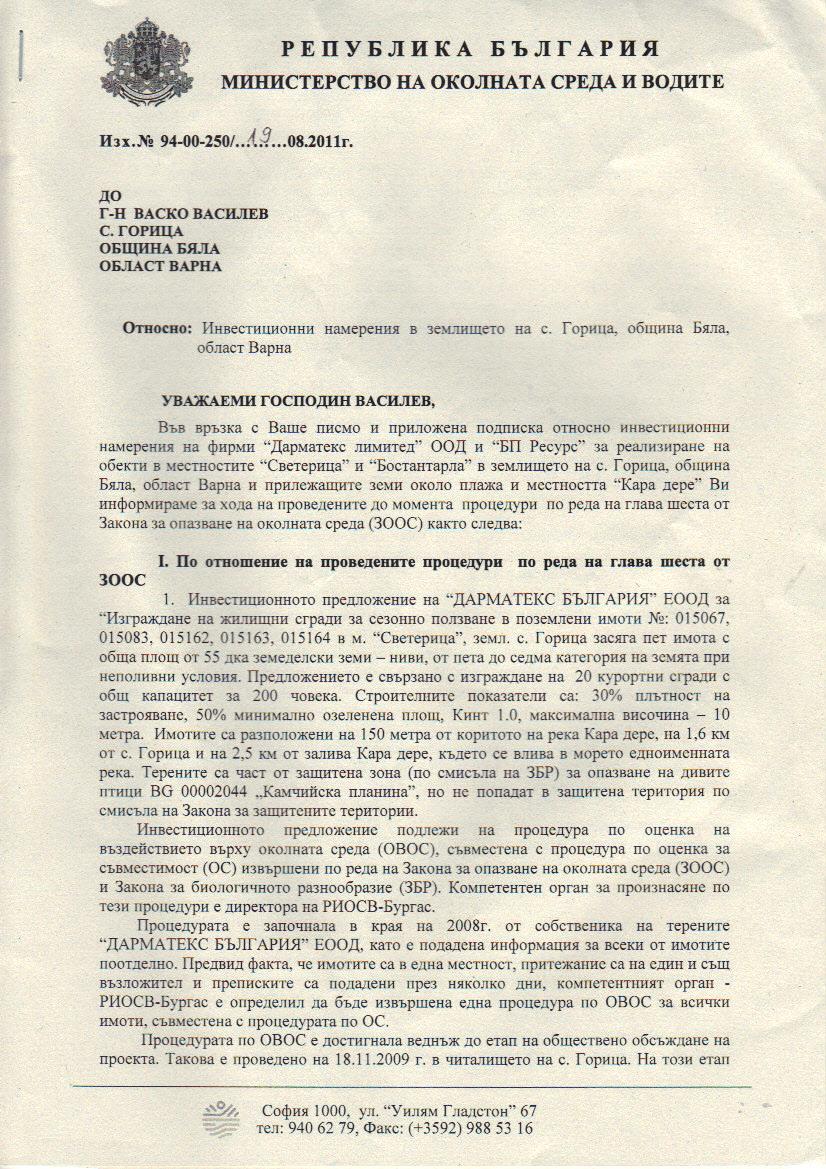 РЕПУБЛИКА БЪЛГАРИЯ
МИНИСТЕРСТВО НА ОКОЛНАТА СРЕДА И ВОДИТЕ
Изх.№ 94-00-250/...19...08.2011г.
ДО
Г-Н ВАСКО ВАСИЛЕВ
С. ГОРИЦА
ОБЩИНА БЯЛА
ОБЛАСТ ВАРНА
Относно: Инвестиционни намерения в землището на с. Горица, община Бяла,
област Варна
УВАЖАЕМИ ГОСПОДИН ВАСИЛЕВ,
Във връзка с Ваше писмо и приложена подписка относно инвестиционни
намерения на фирми “Дарматекс лимитед” ООД и “БП Ресурс” за реализиране на
обекти в местностите “Светерица” и “Бостантарла” в землището на с. Горица, община
Бяла, област Варна и прилежащите земи около плажа и местността “Кара дере” Ви
информираме за хода на проведените до момента процедури по реда на глава шеста от
Закона за опазване на околната среда (ЗООС) както следва:
I. По отношение на проведените процедури по реда на глава шеста от
ЗООС
1. Инвестиционното предложение на “ДАРМАТЕКС БЪЛГАРИЯ” ЕООД за
“Изграждане на жилищни сгради за сезонно ползване в поземлени имоти №: 015067,
015083, 015162, 015163, 015164 в м. “Светерица”, земл. с. Горица засяга пет имота с
обща площ от 55 дка земеделски земи – ниви, от пета до седма категория на земята при
неполивни условия. Предложението е свързано с изграждане на 20 курортни сгради с
общ капацитет за 200 човека. Строителните показатели са: 30% плътност на
застрояване, 50% минимално озеленена площ, Кинт 1.0, максимална височина – 10
метра. Имотите са разположени на 150 метра от коритото на река Кара дере, на 1,6 км
от с. Горица и на 2,5 км от залива Кара дере, където се влива в морето едноименната
река. Терените са част от защитена зона (по смисъла на ЗБР) за опазване на дивите
птици BG 00002044 „Камчийска планина”, но не попадат в защитена територия по
смисъла на Закона за защитените територии.
Инвестиционното предложение подлежи на процедура по оценка на
въздействието върху околната среда (ОВОС), съвместена с процедура по оценка за
съвместимост (ОС) извършени по реда на Закона за опазване на околната среда (ЗООС)
и Закона за биологичното разнообразие (ЗБР). Компетентен орган за произнасяне по
тези процедури е директора на РИОСВ-Бургас.
Процедурата е започнала в края на 2008г. от собственика на терените
“ДАРМАТЕКС БЪЛГАРИЯ” ЕООД, като е подадена информация за всеки от имотите
поотделно. Предвид факта, че имотите са в една местност, притежание са на един и същ
възложител и преписките са подадени през няколко дни, компетентният орган -
РИОСВ-Бургас е определил да бъде извършена една процедура по ОВОС за всички
имоти, съвместена с процедурата по ОС.
Процедурата по ОВОС е достигнала веднъж до етап на обществено обсъждане на
проекта. Такова е проведено на 18.11.2009 г. в читалището на с. Горица. На този етап
София 1000, ул. “Уилям Гладстон” 67
тел: 940 62 79, Факс: (+3592) 988 53 16